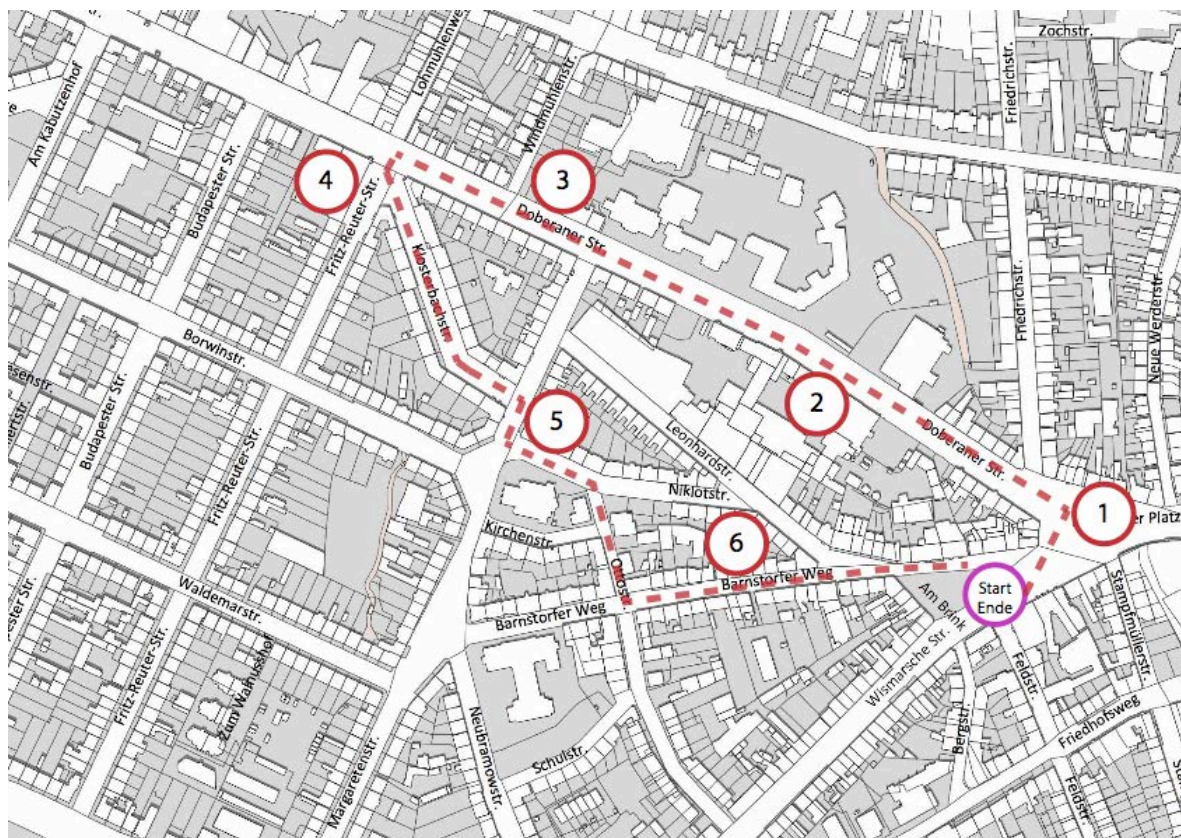 Zochstr.
Lohmühlenweg
Friedrichstr.
Am Kabutzenhof
Windmühlenstr.
Budapester Str.
4
3
Fritz-Reuter-Str.
Doberaner Str.
Klosterbachstr.
Friedrichstr.
Neue Werderstr.
Borwinstr.
Budapester Str.
2
5
Leonhardstr.
Doberaner Str.
Fritz-Reuter-Str.
Niklotstr.
1
er Platz
Kirchenstr.
6
Ottostr.
Barnstorfer Weg
Start
Ende
Am Brink
Waldemarstr.
Barnstorfer Weg
Stampfmüllerstr.
Wismarsche Str.
Feldstr.
Bergstr.
Fritz-Reuter-Str.
Zum Walnusshof
Friedhofsweg
Neubramowstr.
Schulstr.
Margaretenstr.
Feldstr.